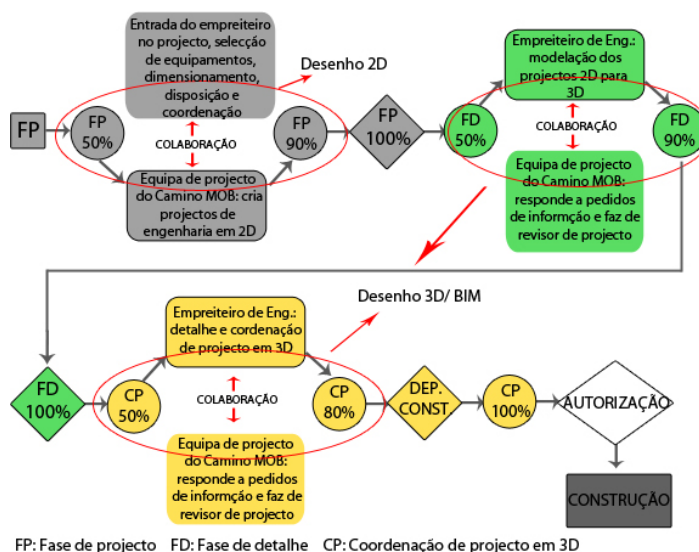 Entrada do empreiteiro
no projecto, selecção
de equipamentos,
dimensionamento,
disposição e
coordenação
Desenho 2D
FP
FP
50%
COLABORAÇÃO
FP
90%
FP
100%
Equipa de projecto
do Camino MOB: cria
projectos de
engenharia em 2D
Empreiteiro de Eng.:
modelação dos
projectos 2D para
3D
FD
50%
COLABORAÇÃO
FD
90%
Equipa de projecto
do Camino MOB:
responde a pedidos
de informção e faz de
revisor de projecto
Desenho 3D/ BIM
Empreiteiro de Eng.:
detalhe e cordenação
de projecto em 3D
FD
100%
CP
50%
COLABORAÇÃO
CP
80%
DEP.
CONST.
CP
100%
AUTORIZAÇÃO
Equipa de projecto
do Camino MOB:
responde a pedidos
de informção e faz de
revisor de projecto
CONSTRUÇÃO
FP: Fase de projecto FD: Fase de detalhe CP: Coordenação de projecto em 3D